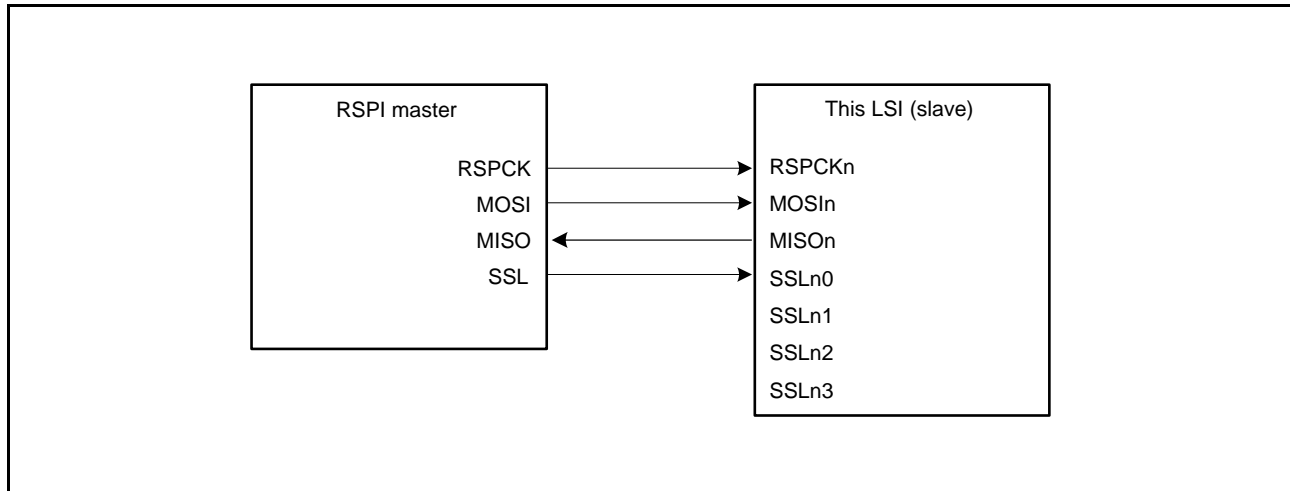 RSPI master
RSPCK
MOSI
MISO
SSL
This LSI (slave)
RSPCKn
MOSIn
MISOn
SSLn0
SSLn1
SSLn2
SSLn3